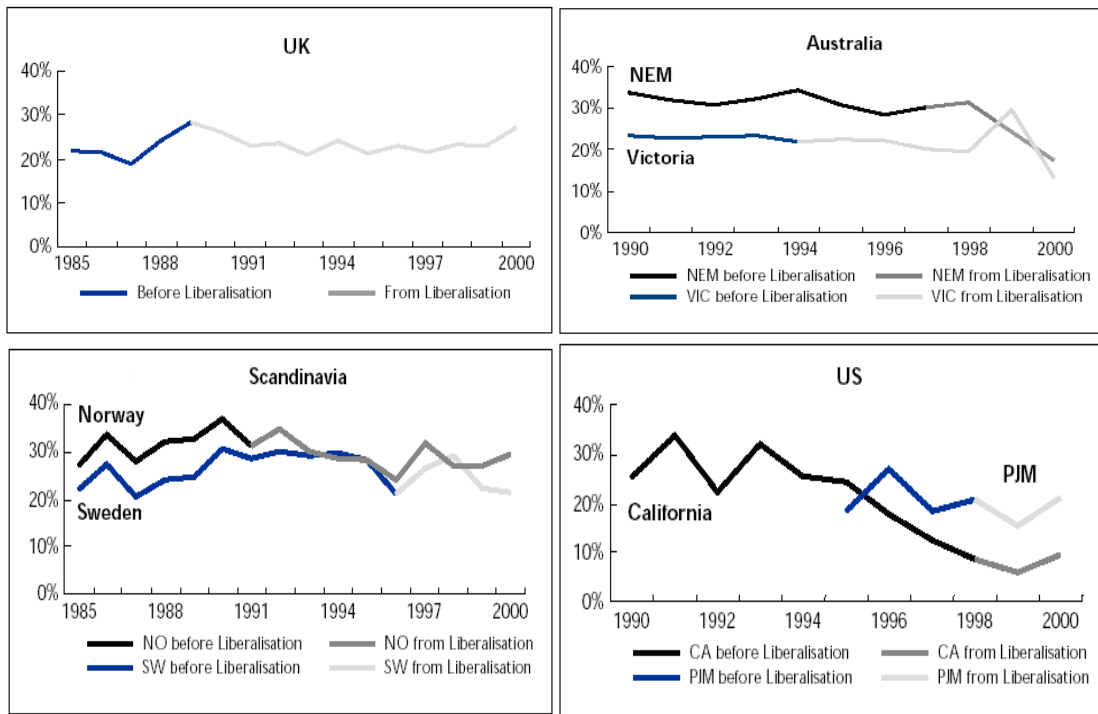 UK
40%
30%
20%
10%
0%
1985 1988 1991 1994 1997 2000
Before Liberalisation From Liberalisation
Australia
40%
30%
20%
10%
0%
NEM
Victoria
1990 1992 1994 1996 1998 2000
NEM before Liberalisation NEM from Liberalisation
VIC before Liberalisation VIC from Liberalisation
Scandinavia
40%
30%
20%
10%
0%
Norway
Sweden
1985 1988 1991 1994 1997 2000
NO before Liberalisation NO from Liberalisation
SW before Liberalisation SW from Liberalisation
US
40%
30%
20%
10%
0%
PJM
California
1990 1992 1994 1996 1998 2000
CA before Liberalisation CA from Liberalisation
PJM before Liberalisation PJM from Liberalisation